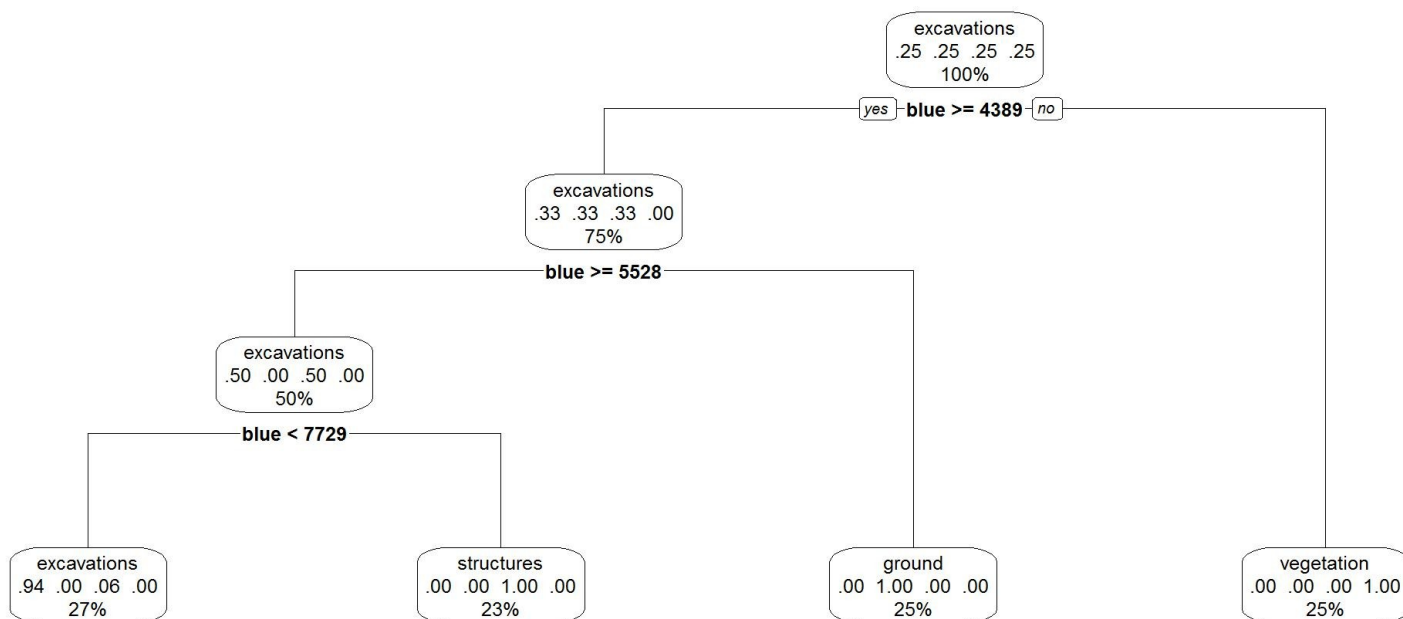 excavations
.25 .25 .25 .25
100%
yes blue >= 4389 no
excavations
.33 .33 .33 .00
75%
blue >= 5528
excavations
.50 .00 .50 .00
50%
blue < 7729
excavations
.94 .00 .06 .00
27%
structures
.00 .00 1.00 .00
23%
ground
.00 1.00 .00 .00
25%
vegetation
.00 .00 .00 1.00
25%